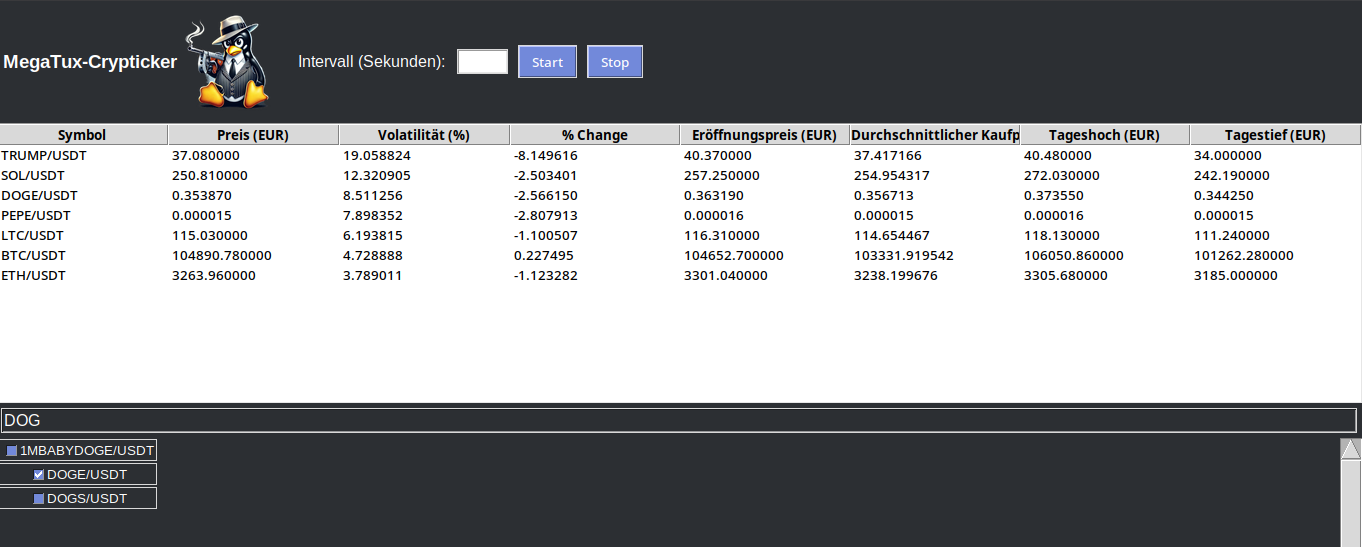 MegaTux-Crypticker Intervall (Sekunden): Start Stop
Symbol Preis (EUR) Volatilität (%) % Change Eröffnungspreis (EUR) Durchschnittlicher Kaufp Tageshoch (EUR) Tagestief (EUR)
TRUMP/USDT 37.080000 19.058824 -8.149616 40.370000 37.417166 40.480000 34.000000
SOL/USDT 250.810000 12.320905 -2.503401 257.250000 254.954317 272.030000 242.190000
DOGE/USDT 0.353870 8.511256 -2.566150 0.363190 0.356713 0.373550 0.344250
PEPE/USDT 0.000015 7.898352 -2.807913 0.000016 0.000015 0.000016 0.000015
LTC/USDT 115.030000 6.193815 -1.100507 116.310000 114.654467 118.130000 111.240000
BTC/USDT 104890.780000 4.728888 0.227495 104652.700000 103331.919542 106050.860000 101262.280000
ETH/USDT 3263.960000 3.789011 -1.123282 3301.040000 3238.199676 3305.680000 3185.000000
DOG
1MBABYDOGE/USDT
DOGE/USDT
DOGS/USDT